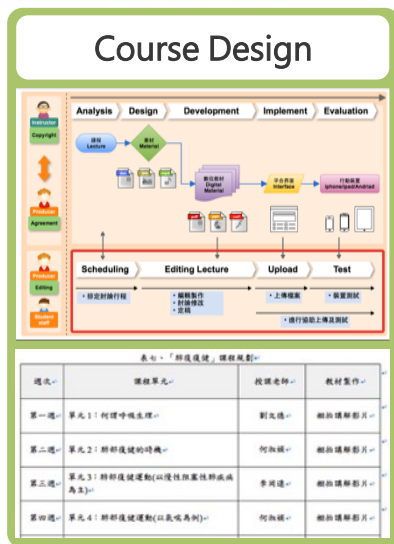 Course Design
Analysis
Design
Development
Implement
Evaluation
Instructor
Copyright
課程
Lecture
教材
Material
數位教材
Digital
Material
平台界面
Interface
行動裝置
Iphone/Ipad/Andriad
Producer
Agreement
Producer
Editing
Student
staff
Scheduling
Editing Lecture
Upload
Test
•排定討論行程
•編輯製作
•討論修改
•定稿
•上傳檔案
•裝置測試
•進行協助上傳及測試
表七、「肺復復健」課程規劃
週次 課程單元 授課老師 教材製作
第一週 單元 1：何謂呼吸生理 劉文德 相拍講解影片
第二週 單元 2：肺部復健的時機 何淑娟 相拍講解影片
第三週 單元 3：肺部復健運動(以慢性阻塞性肺疾病
為主) 李岡遠 相拍講解影片
第四週 單元 4：肺部復健運動(以氣喘為例) 何淑娟 相拍講解影片